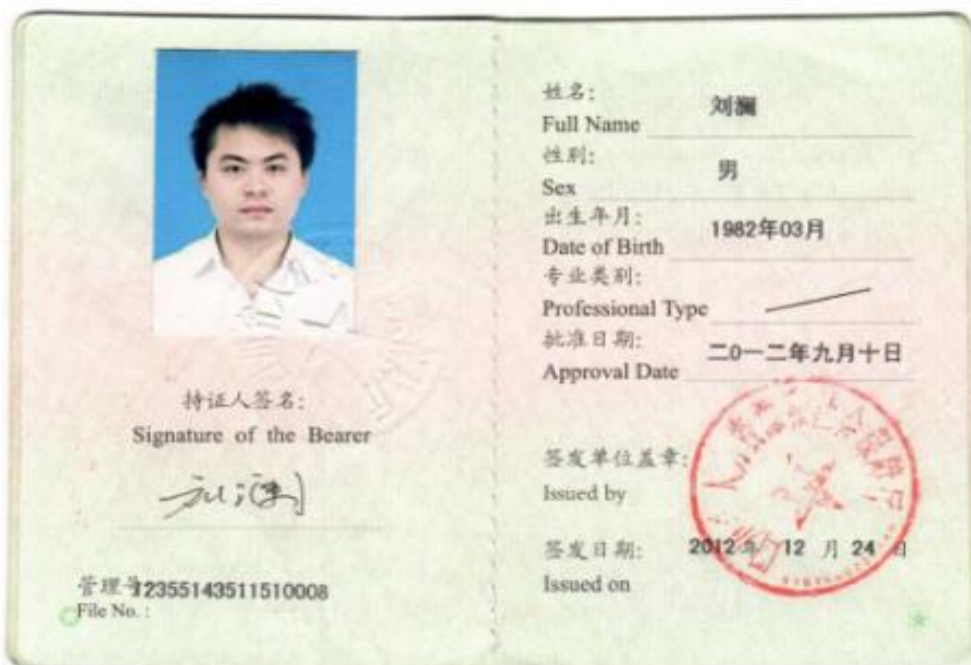 持证人签名:
Signature of the Bearer
管理号12355143511510008
File No. :
姓名: 刘澜
Full Name
性别: 男
Sex
出生年月: 1982年03月
Date of Birth
专业类别:
Professional Type
批准日期: 二0一二年九月十日
Approval Date
签发单位盖章:
Issued by
签发日期: 2012年 12 月 24 日
Issued on